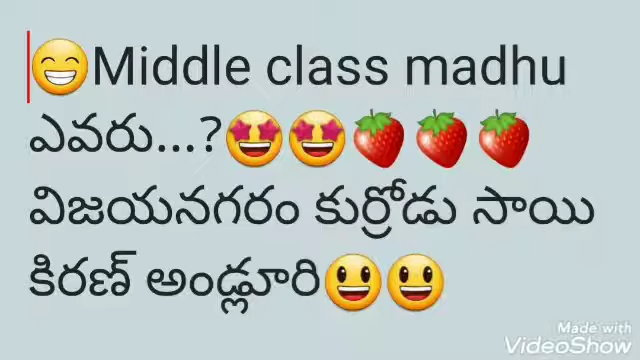 😁Middle class madhu
ఎవరు...?🤩🤩🍓🍓🍓
విజయనగరం కుర్రోడు సాయి
కిరణ్ అండ్లూరి😃😃
Made with
VideoShow